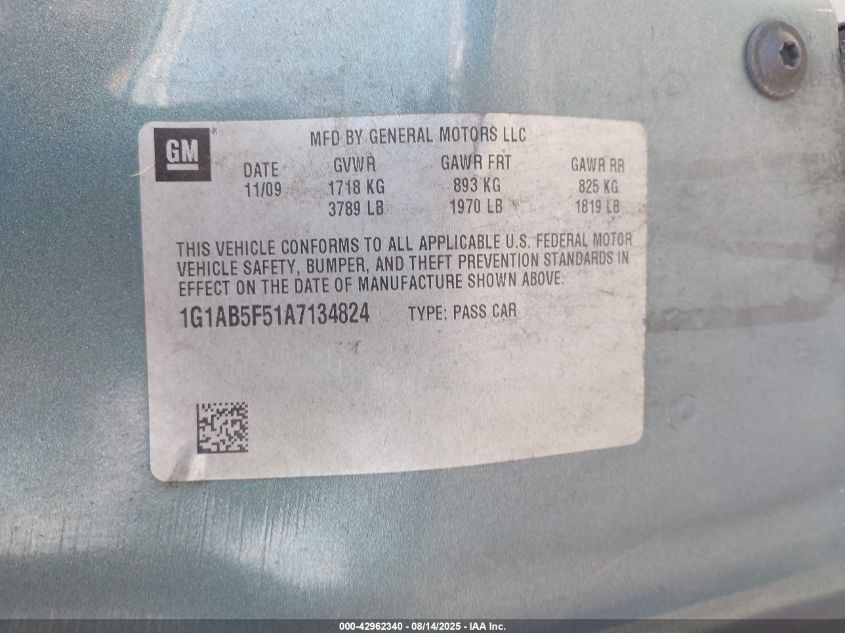 GM
MFD BY GENERAL MOTORS LLC
DATE GVWR GAWR FRT GAWR RR
11/09 1718 KG 893 KG 825 KG
3789 LB 1970 LB 1819 LB
THIS VEHICLE CONFORMS TO ALL APPLICABLE U.S. FEDERAL MOTOR
VEHICLE SAFETY, BUMPER, AND THEFT PREVENTION STANDARDS IN
EFFECT ON THE DATE OF MANUFACTURE SHOWN ABOVE.
1G1AB5F51A7134824 TYPE: PASS CAR
000-42962340 - 08/14/2025 - IAA Inc.